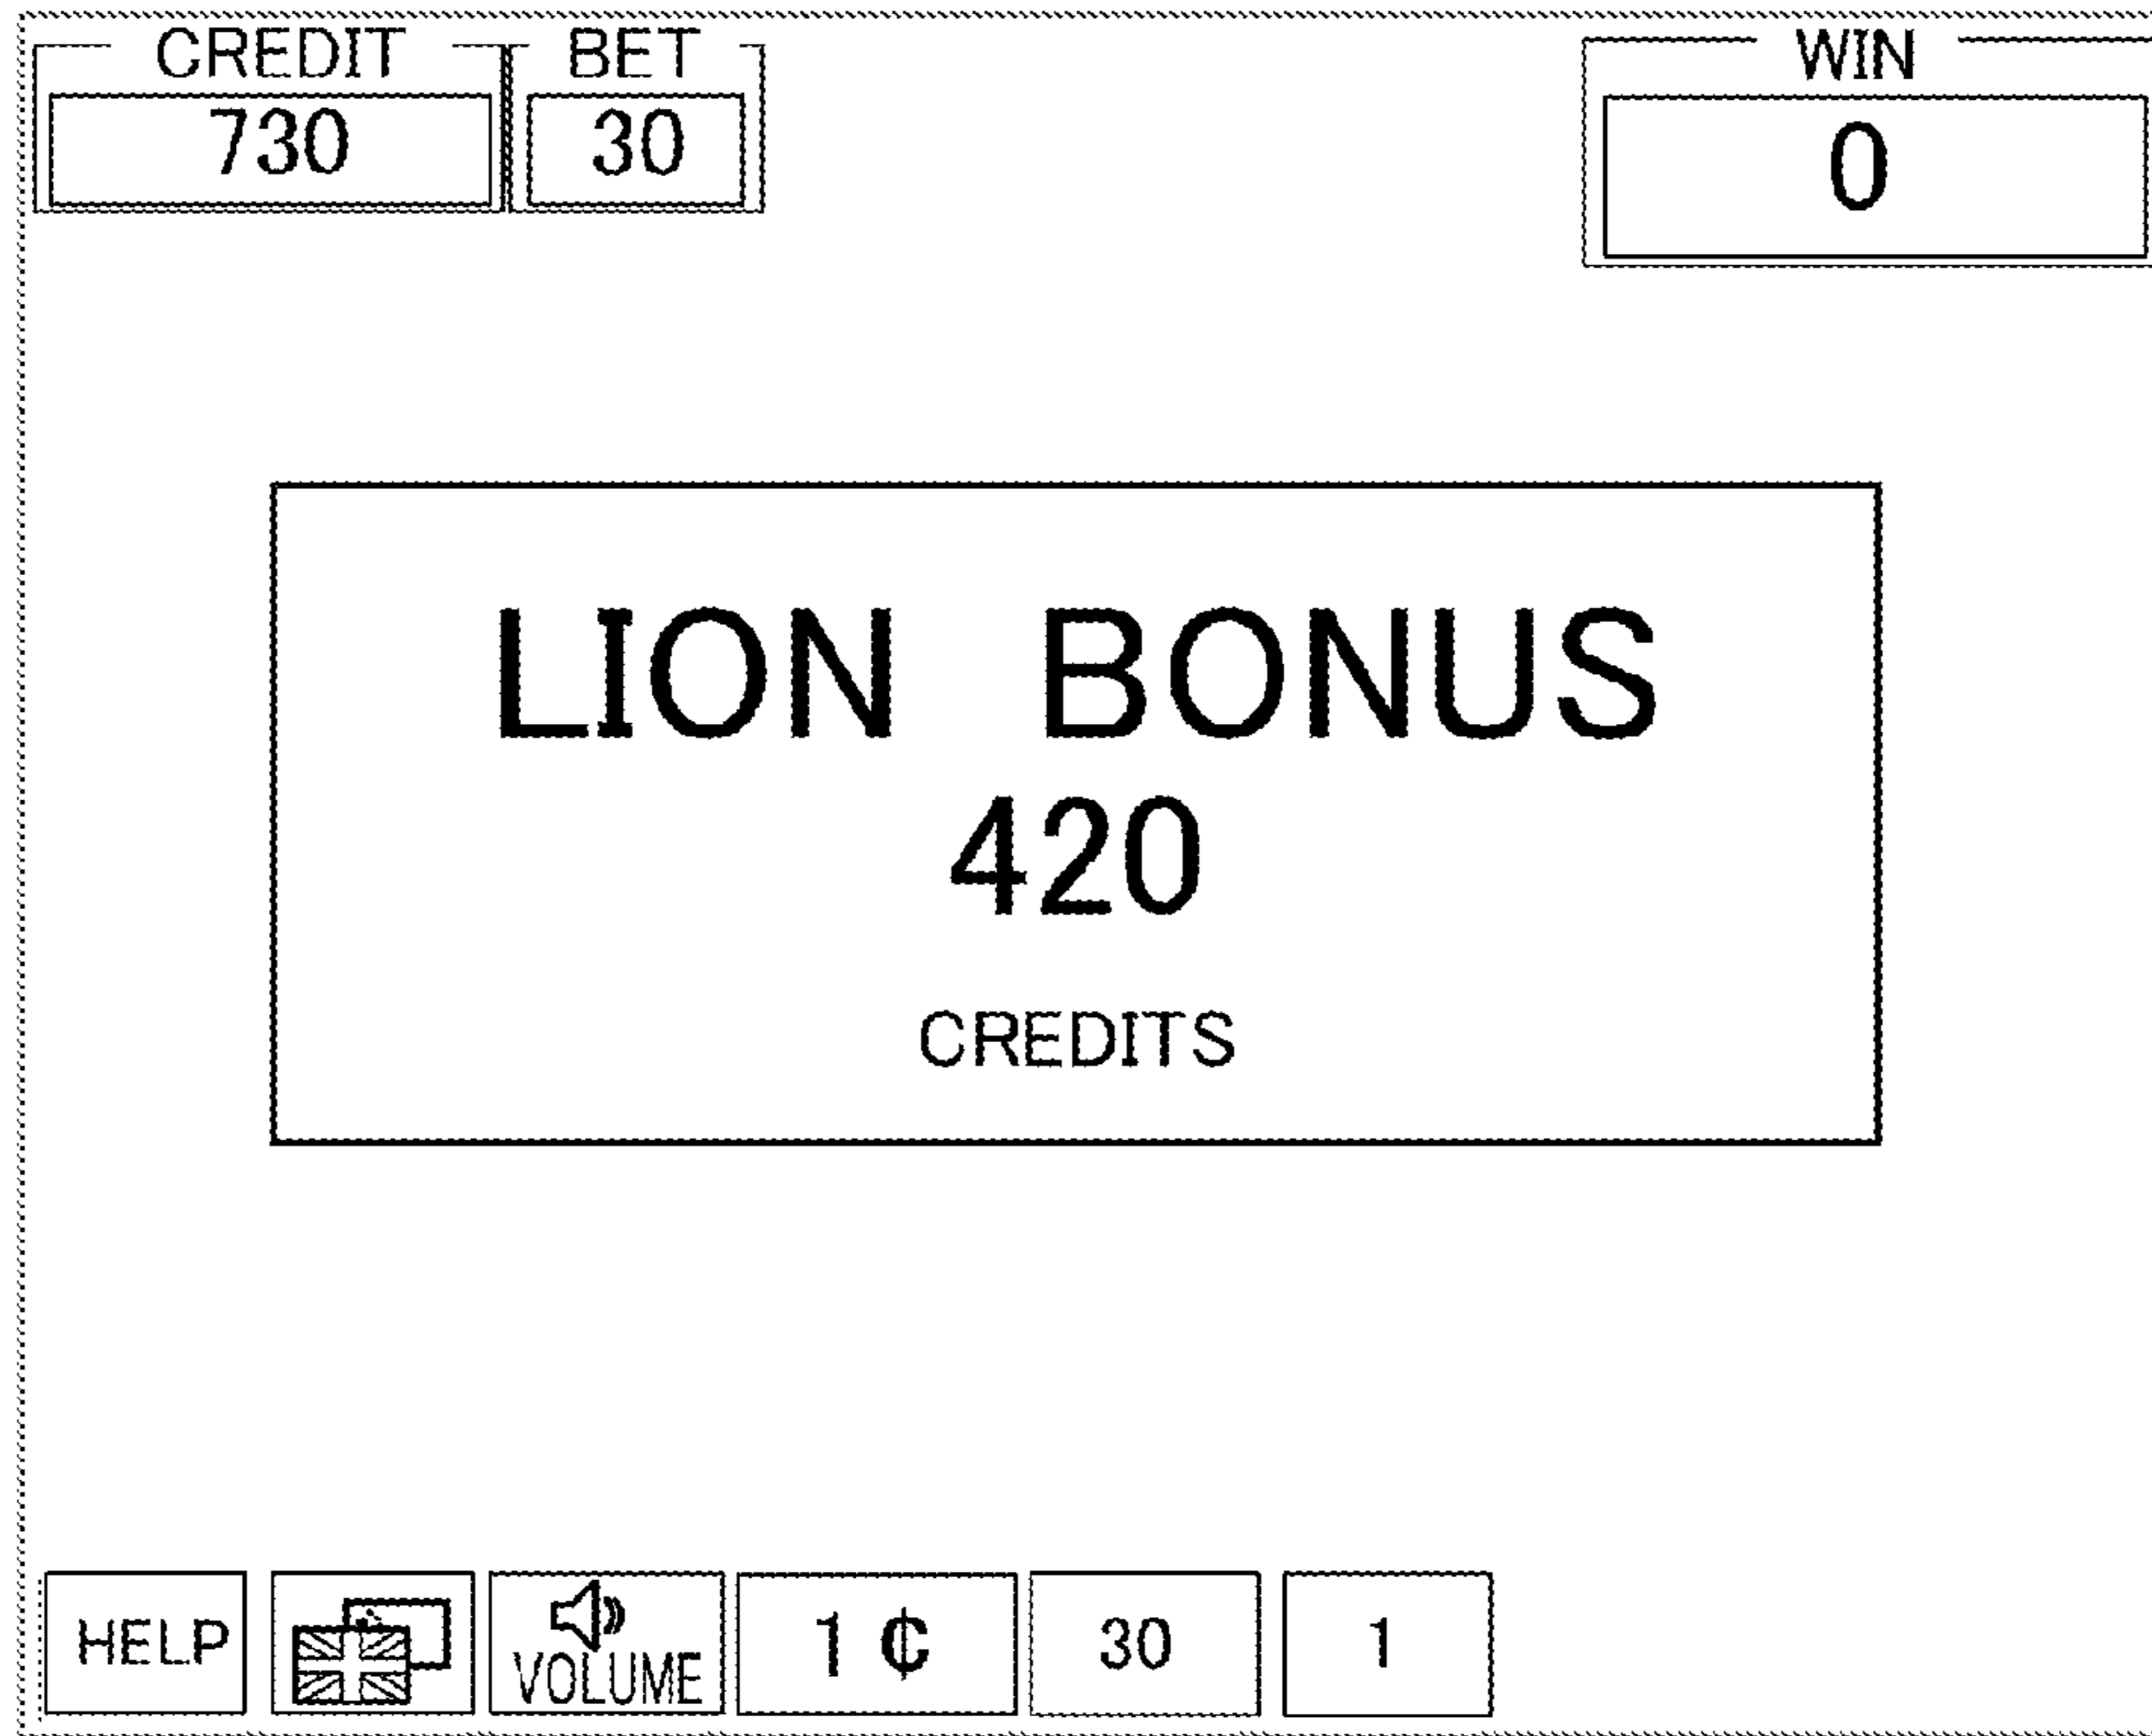 CREDIT BET WIN
730 30 0
LION BONUS
420
CREDITS
HELP VOLUME 1 ¢ 30 1